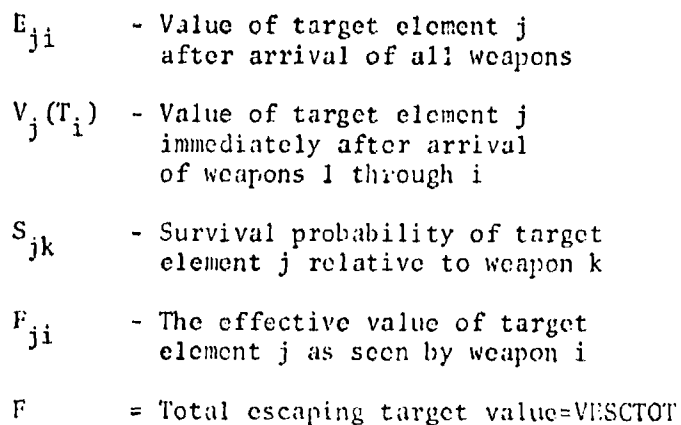 E_ji - Value of target element j
after arrival of all weapons
V_j(T_i) - Value of target element j
immediately after arrival
of weapons 1 through i
S_jk - Survival probability of target
element j relative to weapon k
F_ji - The effective value of target
element j as seen by weapon i
F = Total escaping target value=VESCTOT